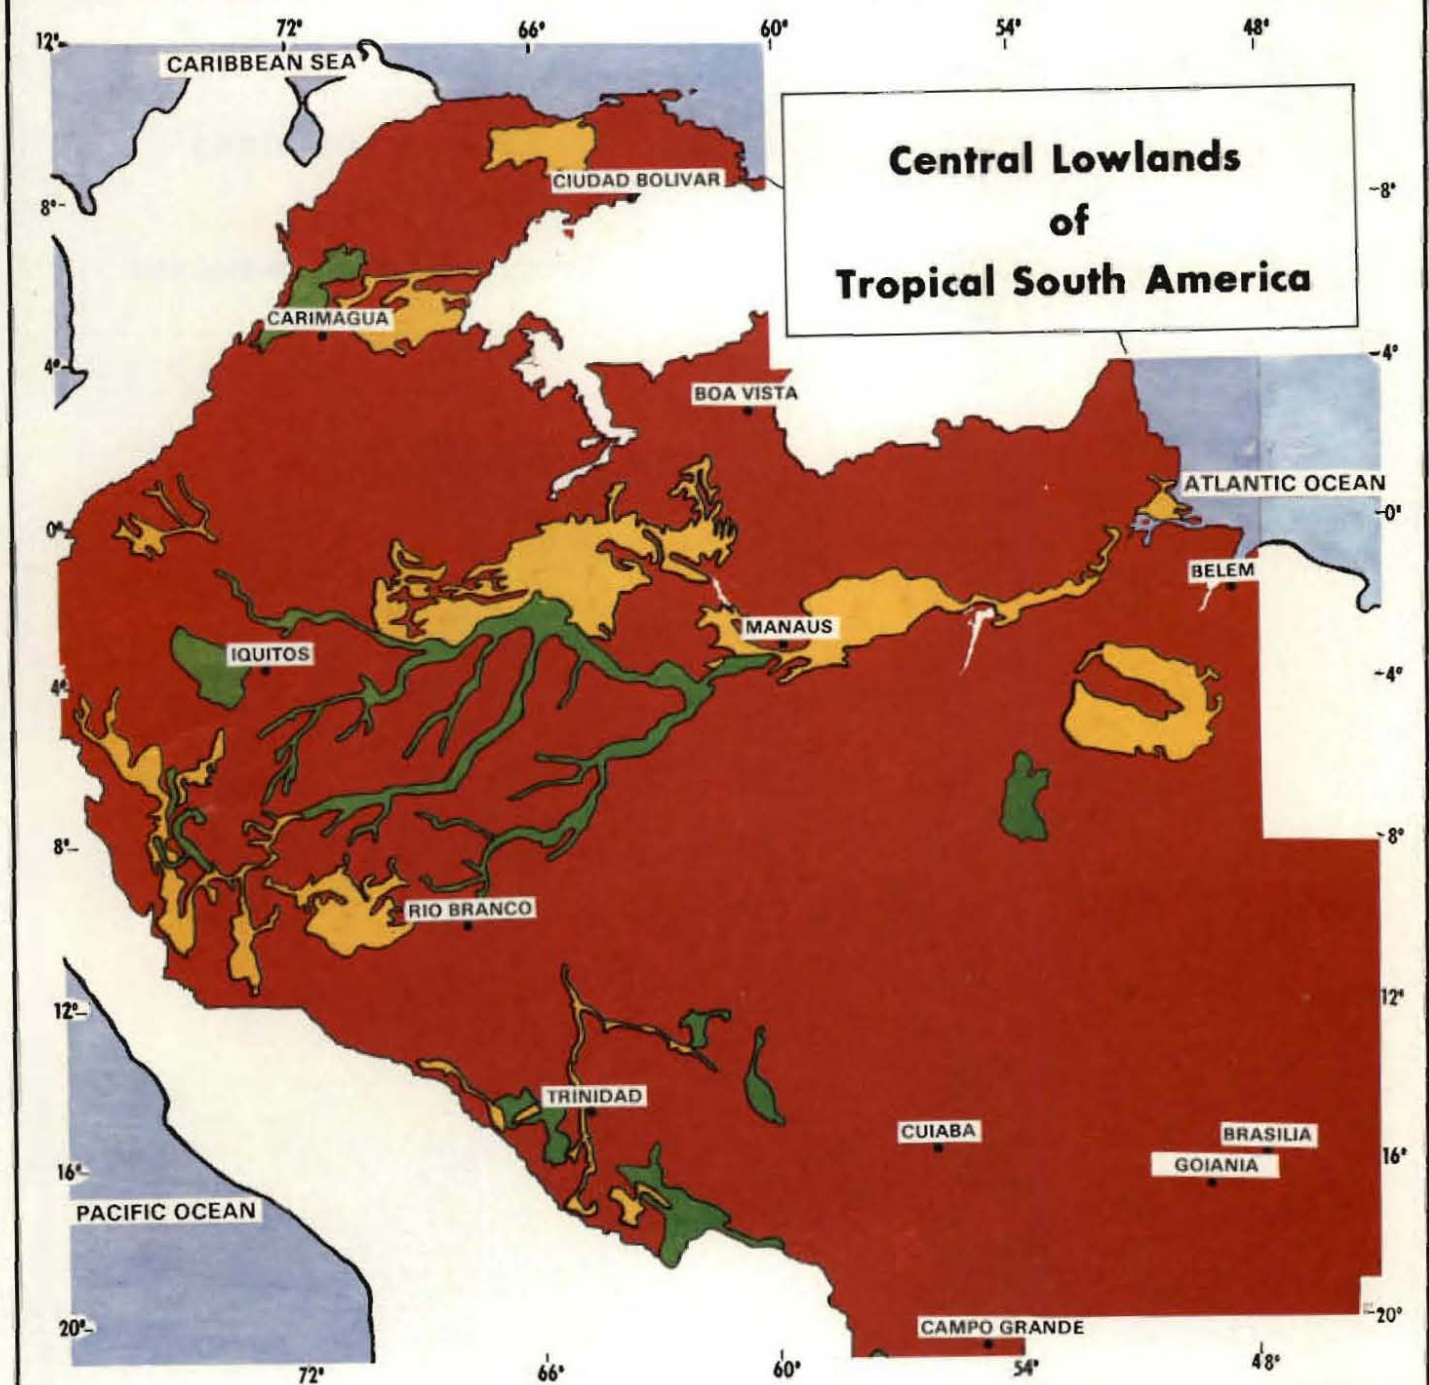 72° 66° 60° 54° 48°
12°
CARIBBEAN SEA
Central Lowlands
of
Tropical South America
CIUDAD BOLIVAR
8° 8°
CARIMAGUA
4° 4°
BOA VISTA
ATLANTIC OCEAN
0° 0°
BELEM
MANAUS
IQUITOS
4° 4°
8° 8°
RIO BRANCO
12° 12°
TRINIDAD
CUIABA
BRASILIA
GOIANIA
16° 16°
PACIFIC OCEAN
20° 20°
CAMPO GRANDE
72° 66° 60° 54° 48°